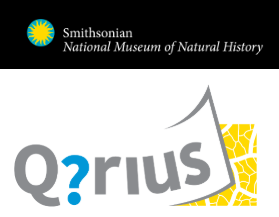 Smithsonian
National Museum of Natural History
Q?rius